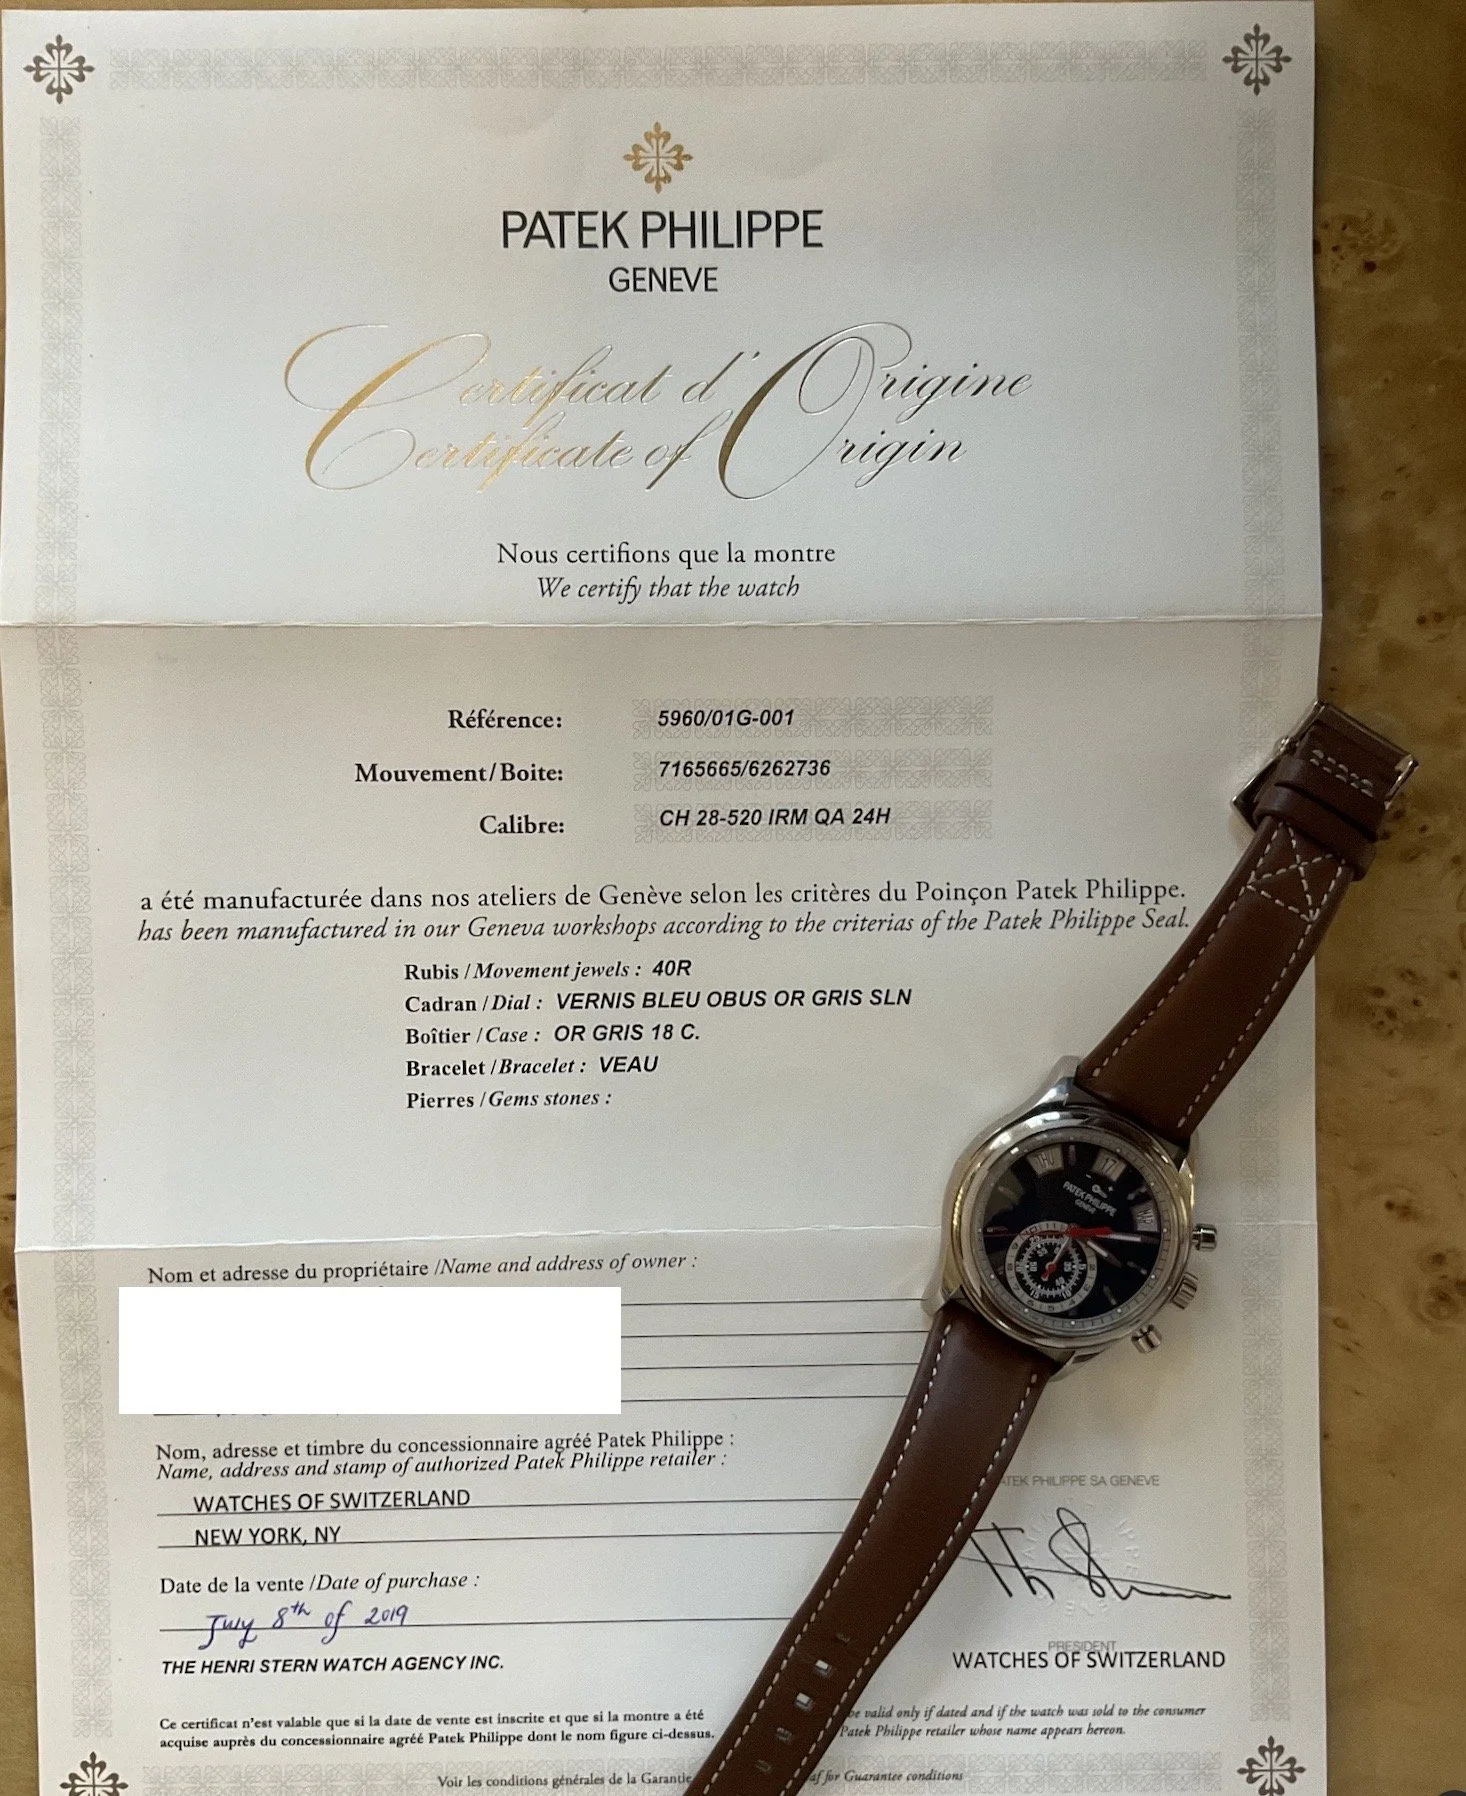 PATEK PHILIPPE
GENEVE
Certificat d'Origine
Certificate of Origin
Nous certifions que la montre
We certify that the watch
Référence: 5960/01G-001
Mouvement/Boite: 7165665/6262736
Calibre: CH 28-520 IRM QA 24H
a été manufacturée dans nos ateliers de Genève selon les critères du Poinçon Patek Philippe.
has been manufactured in our Geneva workshops according to the criterias of the Patek Philippe Seal.
Rubis / Movement jewels : 40R
Cadran / Dial : VERNIS BLEU OBUS OR GRIS SLN
Boîtier / Case : OR GRIS 18 C.
Bracelet / Bracelet : VEAU
Pierres / Gems stones :
THU 17
PATEK PHILIPPE
GENEVE
Nom et adresse du propriétaire /Name and address of owner :
Nom, adresse et timbre du concessionnaire agréé Patek Philippe :
Name, address and stamp of authorized Patek Philippe retailer :
WATCHES OF SWITZERLAND
NEW YORK, NY
Date de la vente /Date of purchase :
July 8th of 2019
THE HENRI STERN WATCH AGENCY INC.
TEK PHILIPPE SA GENEVE
PRESIDENT
WATCHES OF SWITZERLAND
Ce certificat n'est valable que si la date de vente est inscrite et que si la montre a été
acquise auprès du concessionnaire agréé Patek Philippe dont le nom figure ci-dessus.
be valid only if dated and if the watch was sold to the consumer
Patek Philippe retailer whose name appears hereon.
Voir les conditions générales de la Garantie
for Guarantee conditions